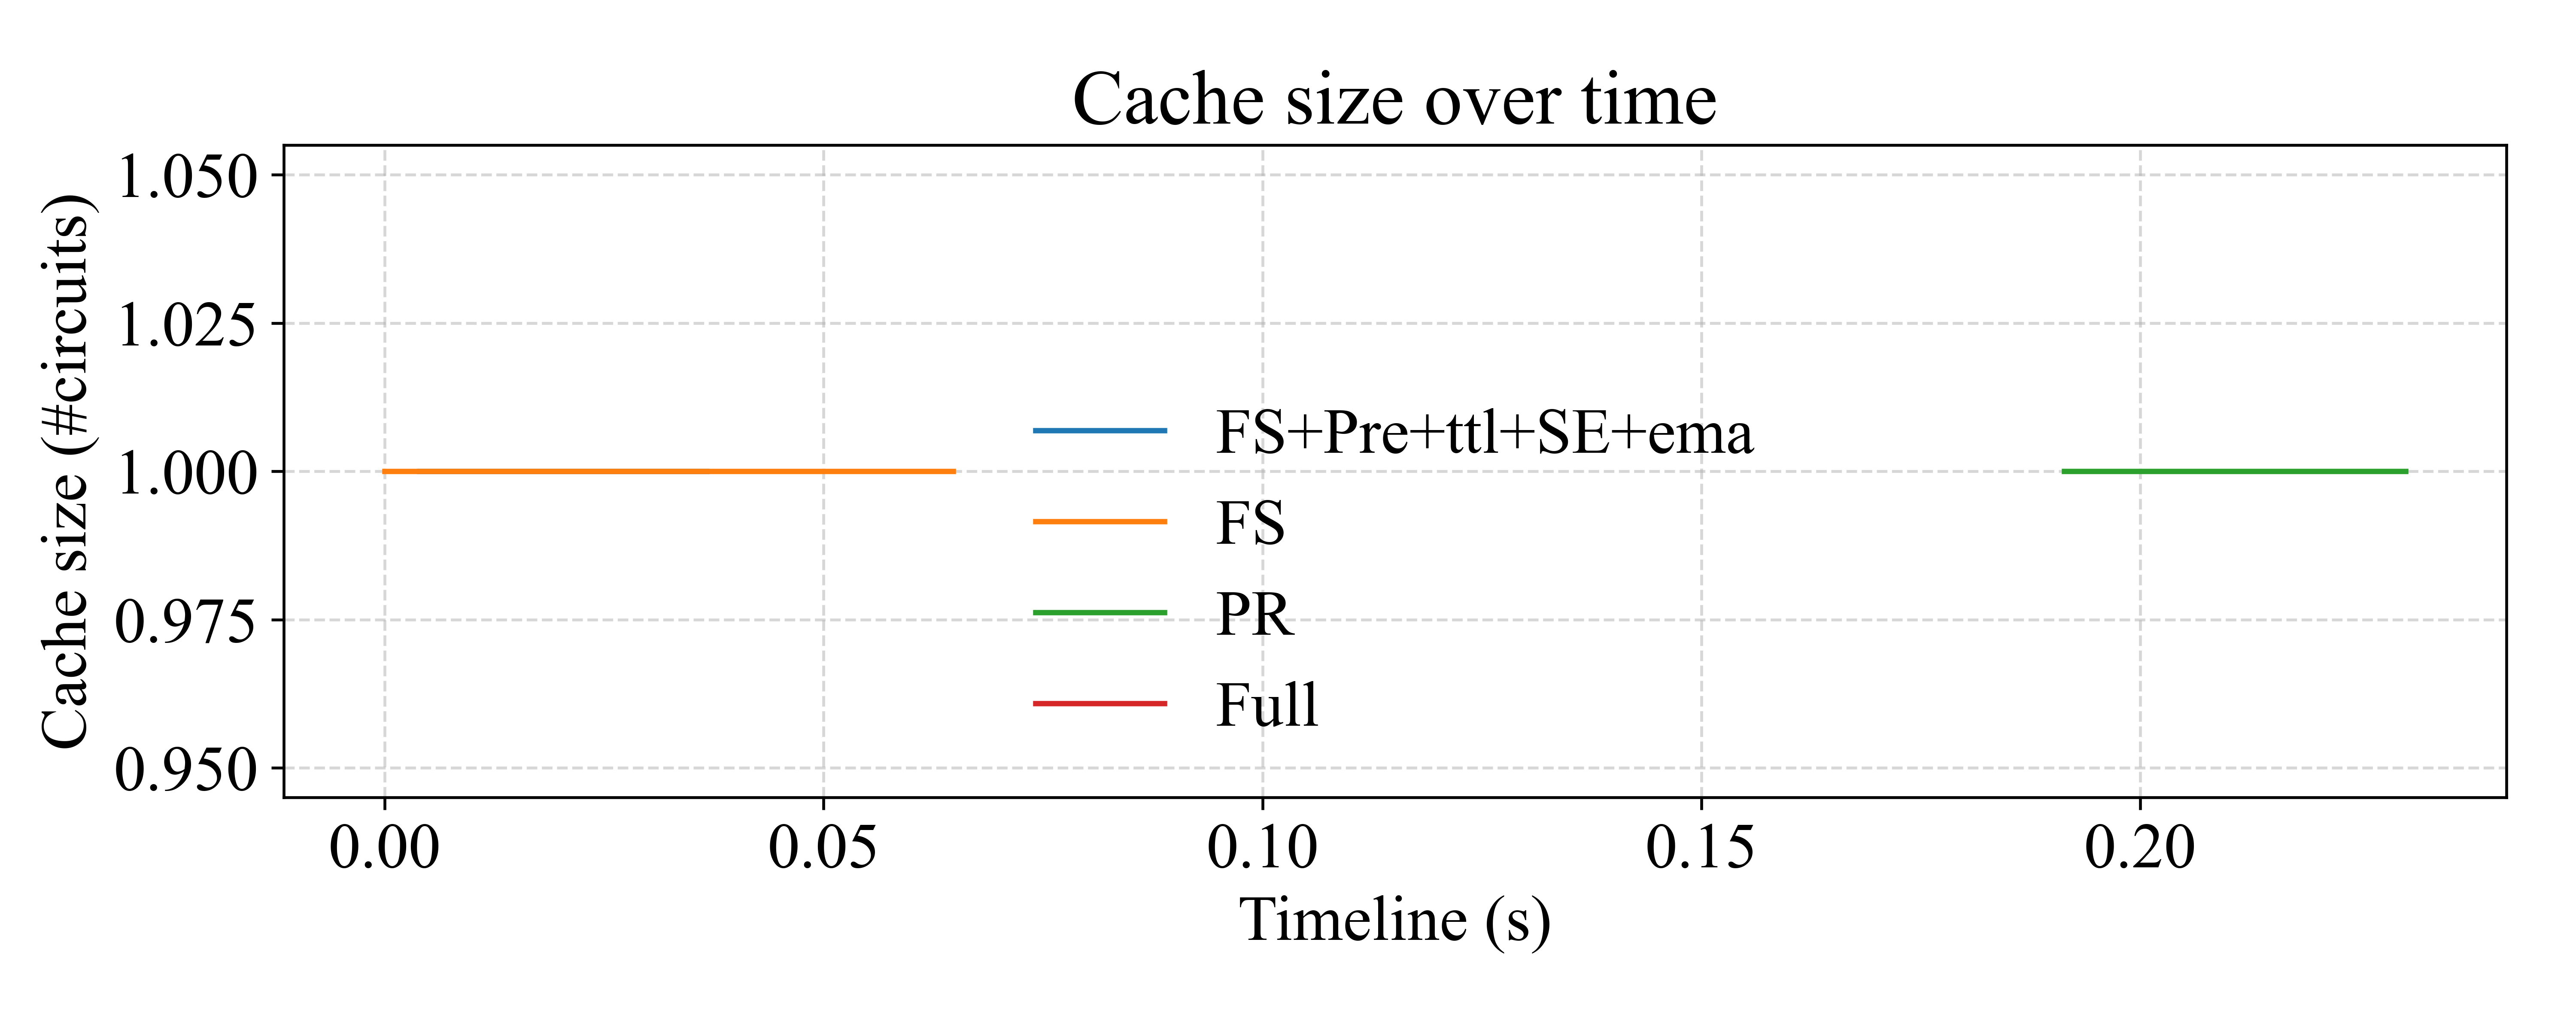 Cache size over time
Cache size (#circuits)
1.050
1.025
1.000
0.975
0.950
FS+Pre+ttl+SE+ema
FS
PR
Full
0.00 0.05 0.10 0.15 0.20
Timeline (s)